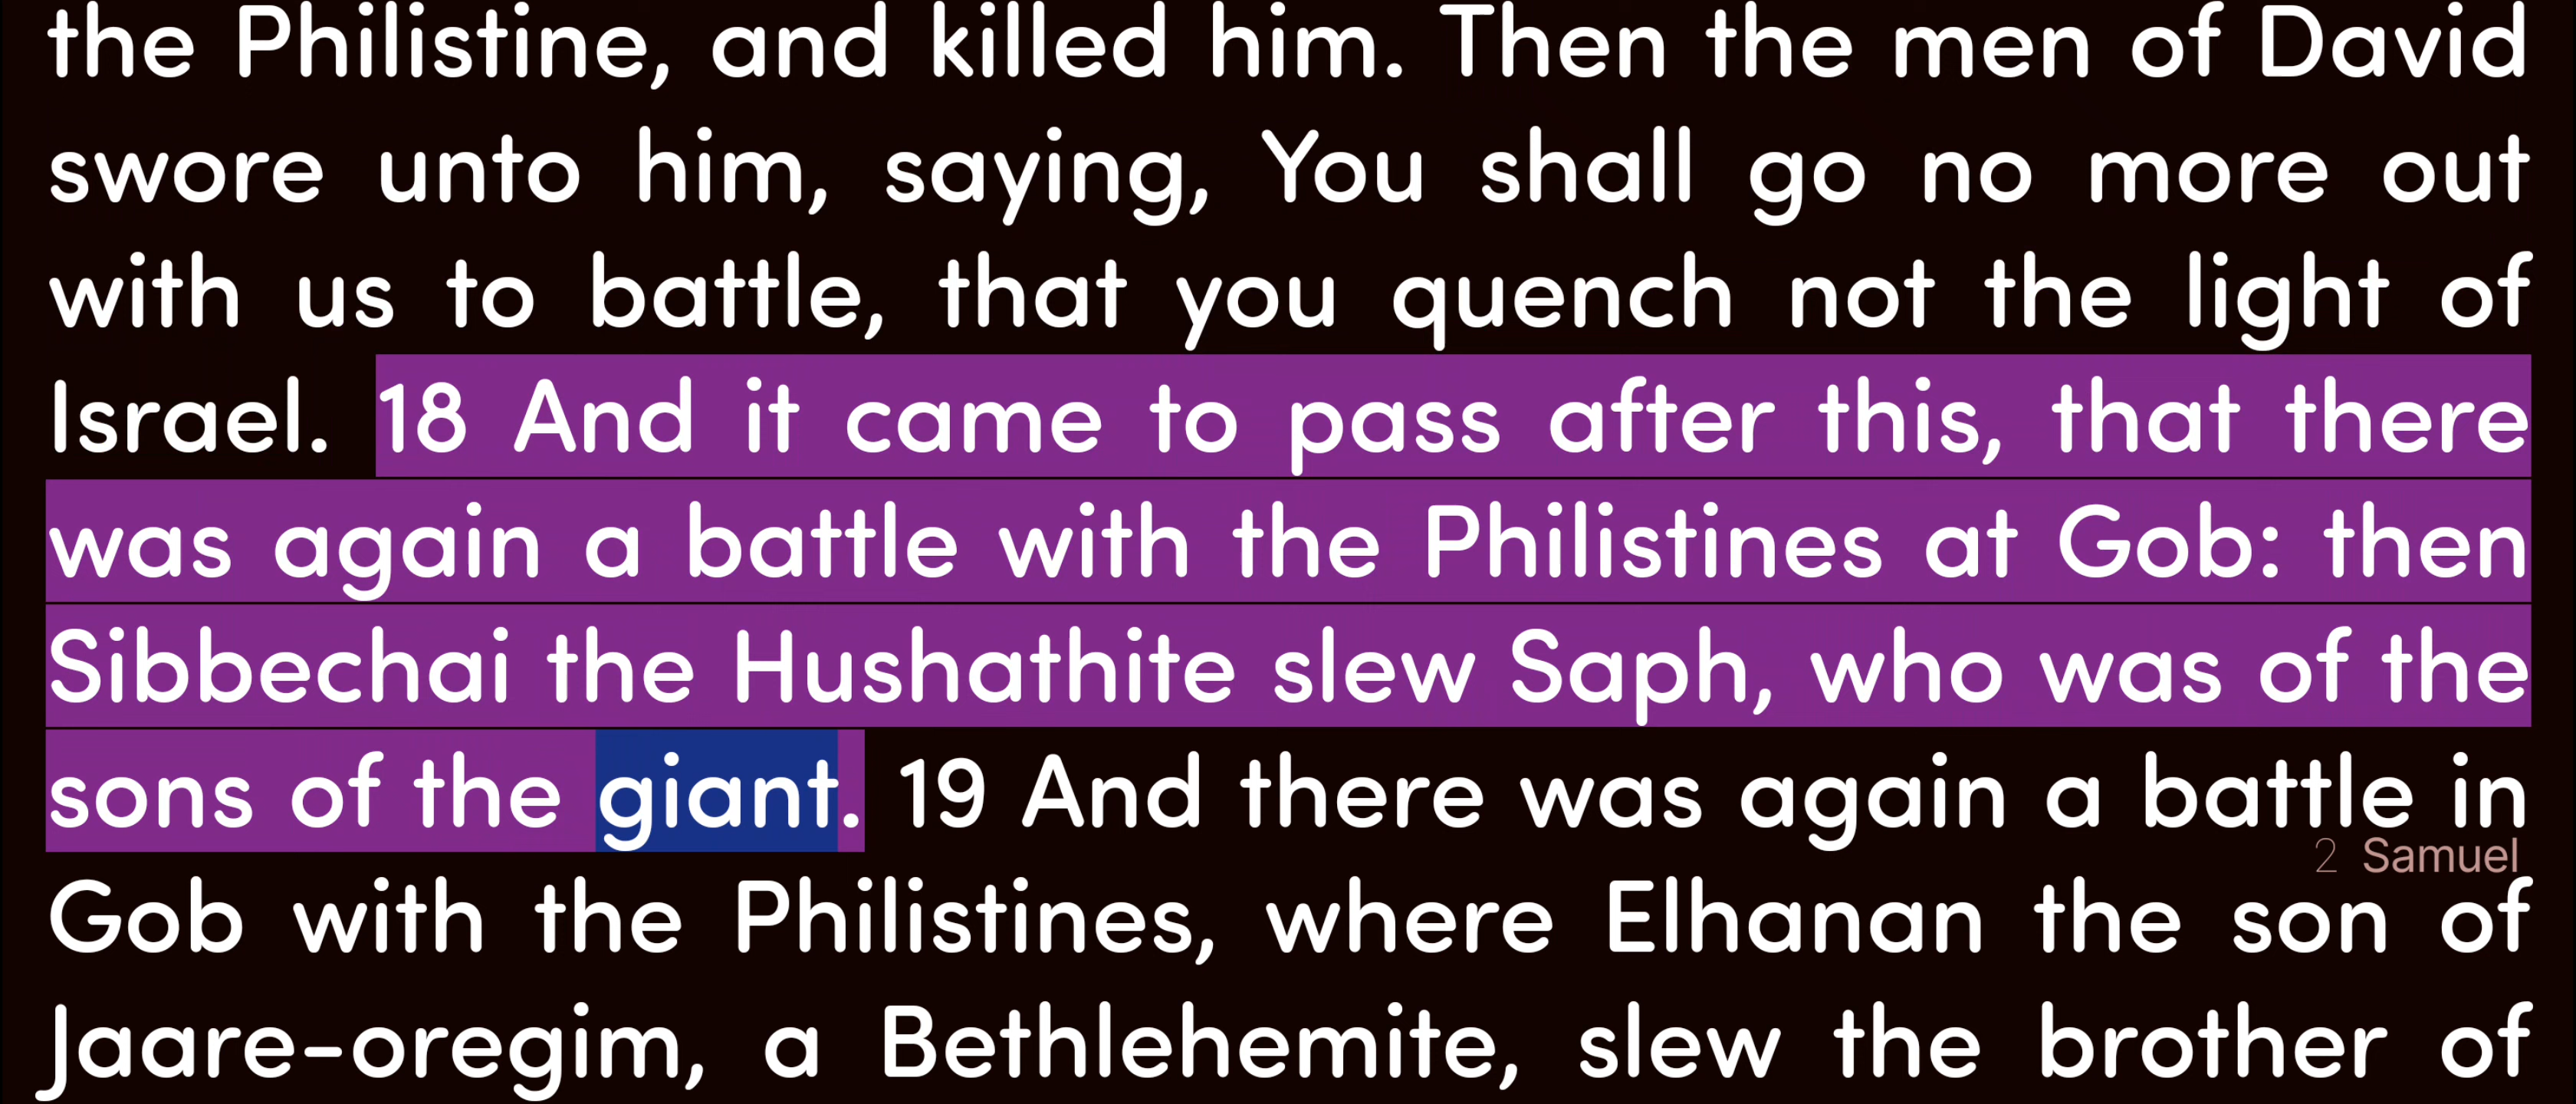 the Philistine, and killed him. Then the men of David
swore unto him, saying, You shall go no more out
with us to battle, that you quench not the light of
Israel. 18 And it came to pass after this, that there
was again a battle with the Philistines at Gob: then
Sibbechai the Hushathite slew Saph, who was of the
sons of the giant. 19 And there was again a battle in
2 Samuel
Gob with the Philistines, where Elhanan the son of
Jaare-oregim, a Bethlehemite, slew the brother of